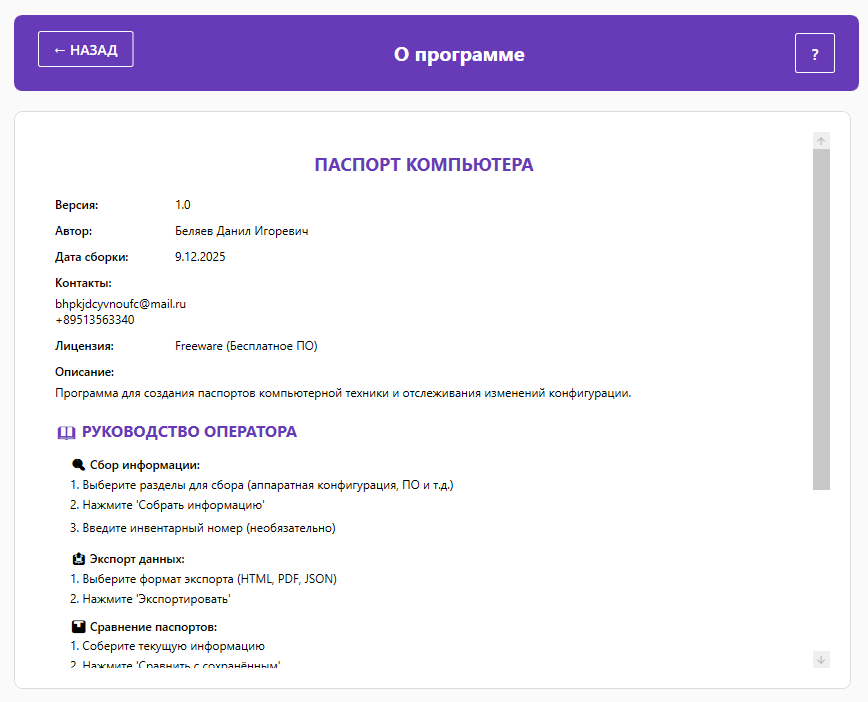 ← НАЗАД
О программе
?
ПАСПОРТ КОМПЬЮТЕРА
Версия: 1.0
Автор: Беляев Данил Игоревич
Дата сборки: 9.12.2025
Контакты:
bhpkjdcyvnoufc@mail.ru
+89513563340
Лицензия: Freeware (Бесплатное ПО)
Описание:
Программа для создания паспортов компьютерной техники и отслеживания изменений конфигурации.
РУКОВОДСТВО ОПЕРАТОРА
Сбор информации:
1. Выберите разделы для сбора (аппаратная конфигурация, ПО и т.д.)
2. Нажмите 'Собрать информацию'
3. Введите инвентарный номер (необязательно)
Экспорт данных:
1. Выберите формат экспорта (HTML, PDF, JSON)
2. Нажмите 'Экспортировать'
Сравнение паспортов:
1. Соберите текущую информацию
2. Нажмите 'Сравнить с сохранённым'